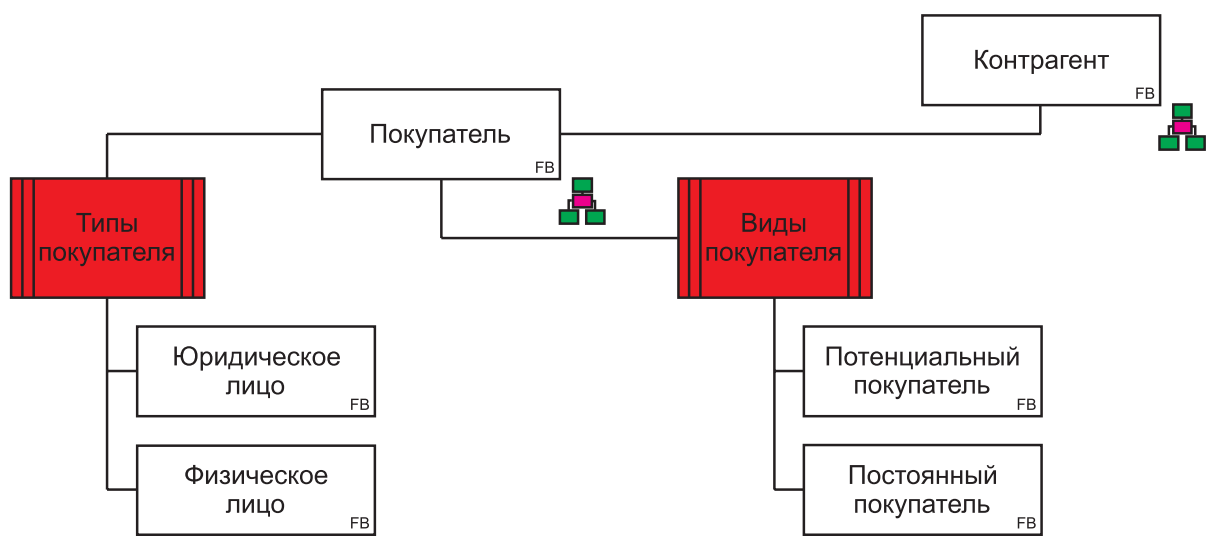 Контрагент
FB
Покупатель
FB
Типы
покупателя
Виды
покупателя
Юридическое
лицо
FB
Физическое
лицо
FB
Потенциальный
покупатель
FB
Постоянный
покупатель
FB